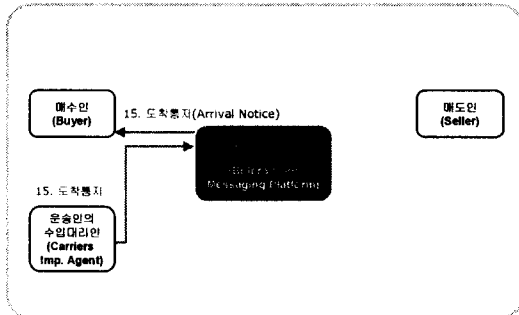 매수인
(Buyer)
15. 도착통지(Arrival Notice)
매도인
(Seller)
Messaging Platform
15. 도착통지
운송인의
수입대리인
(Carriers
Imp. Agent)